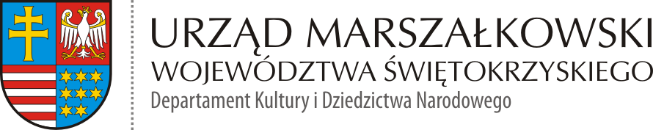 URZĄD MARSZAŁKOWSKI
WOJEWÓDZTWA ŚWIĘTOKRZYSKIEGO
Departament Kultury i Dziedzictwa Narodowego